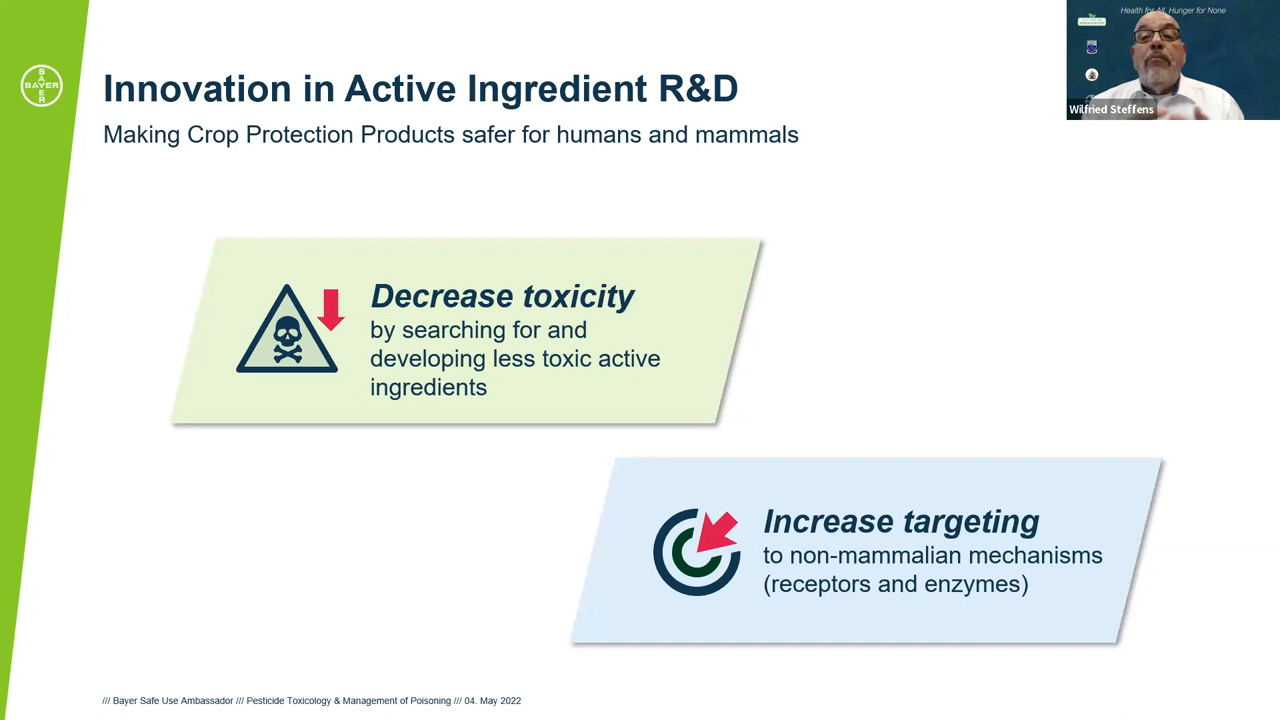 Health for All, Hunger for None
Wilfried Steffens
BAYER
BAYER
Innovation in Active Ingredient R&D
Making Crop Protection Products safer for humans and mammals
Decrease toxicity
by searching for and
developing less toxic active
ingredients
Increase targeting
to non-mammalian mechanisms
(receptors and enzymes)
/// Bayer Safe Use Ambassador /// Pesticide Toxicology & Management of Poisoning /// 04. May 2022